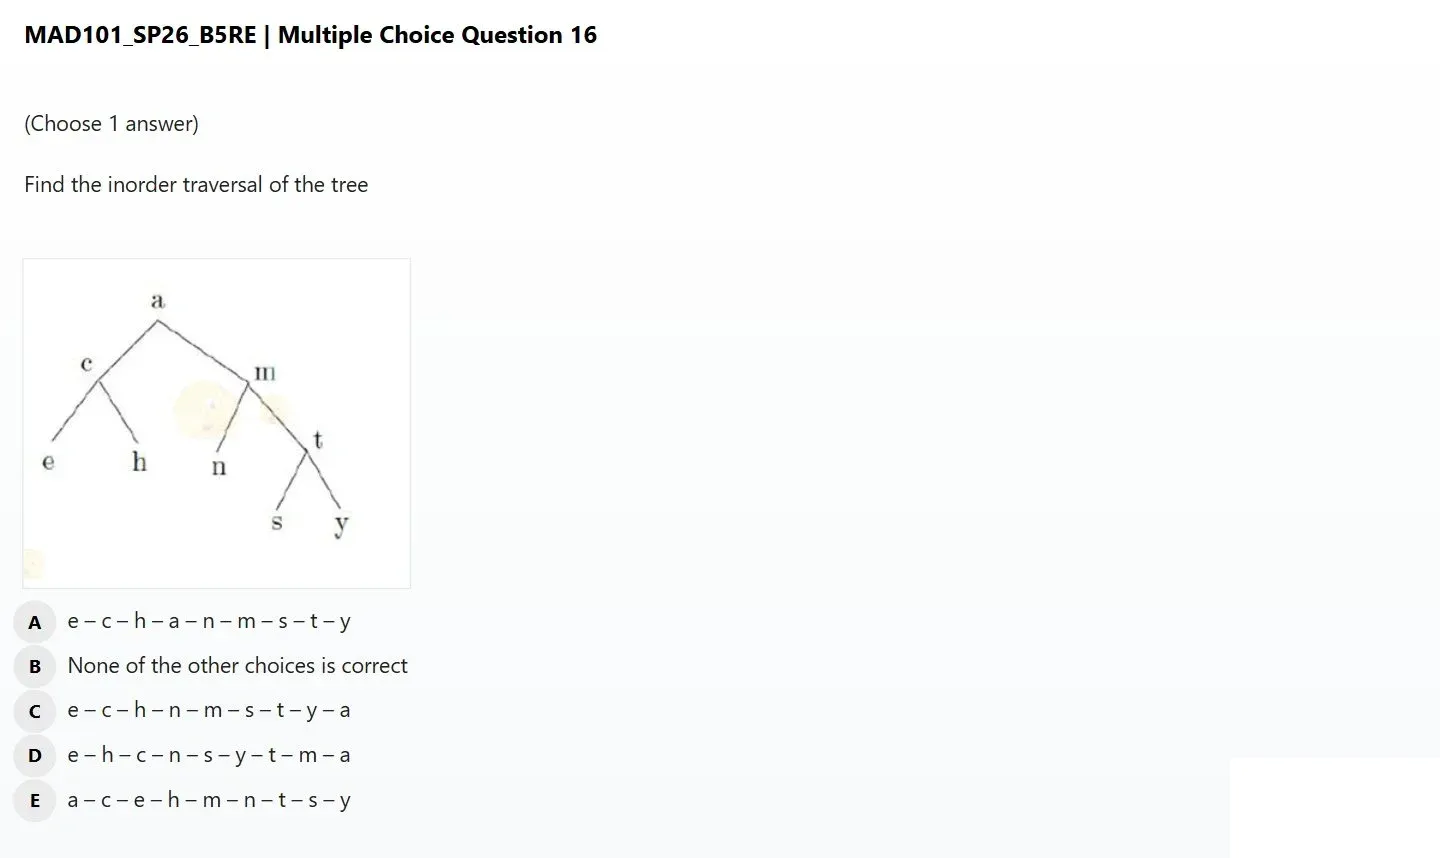 MAD101_SP26_B5RE | Multiple Choice Question 16
(Choose 1 answer)
Find the inorder traversal of the tree
a
c
m
t
e
h
n
s
y
A e – c – h – a – n – m – s – t – y
B None of the other choices is correct
C e – c – h – n – m – s – t – y – a
D e – h – c – n – s – y – t – m – a
E a – c – e – h – m – n – t – s – y